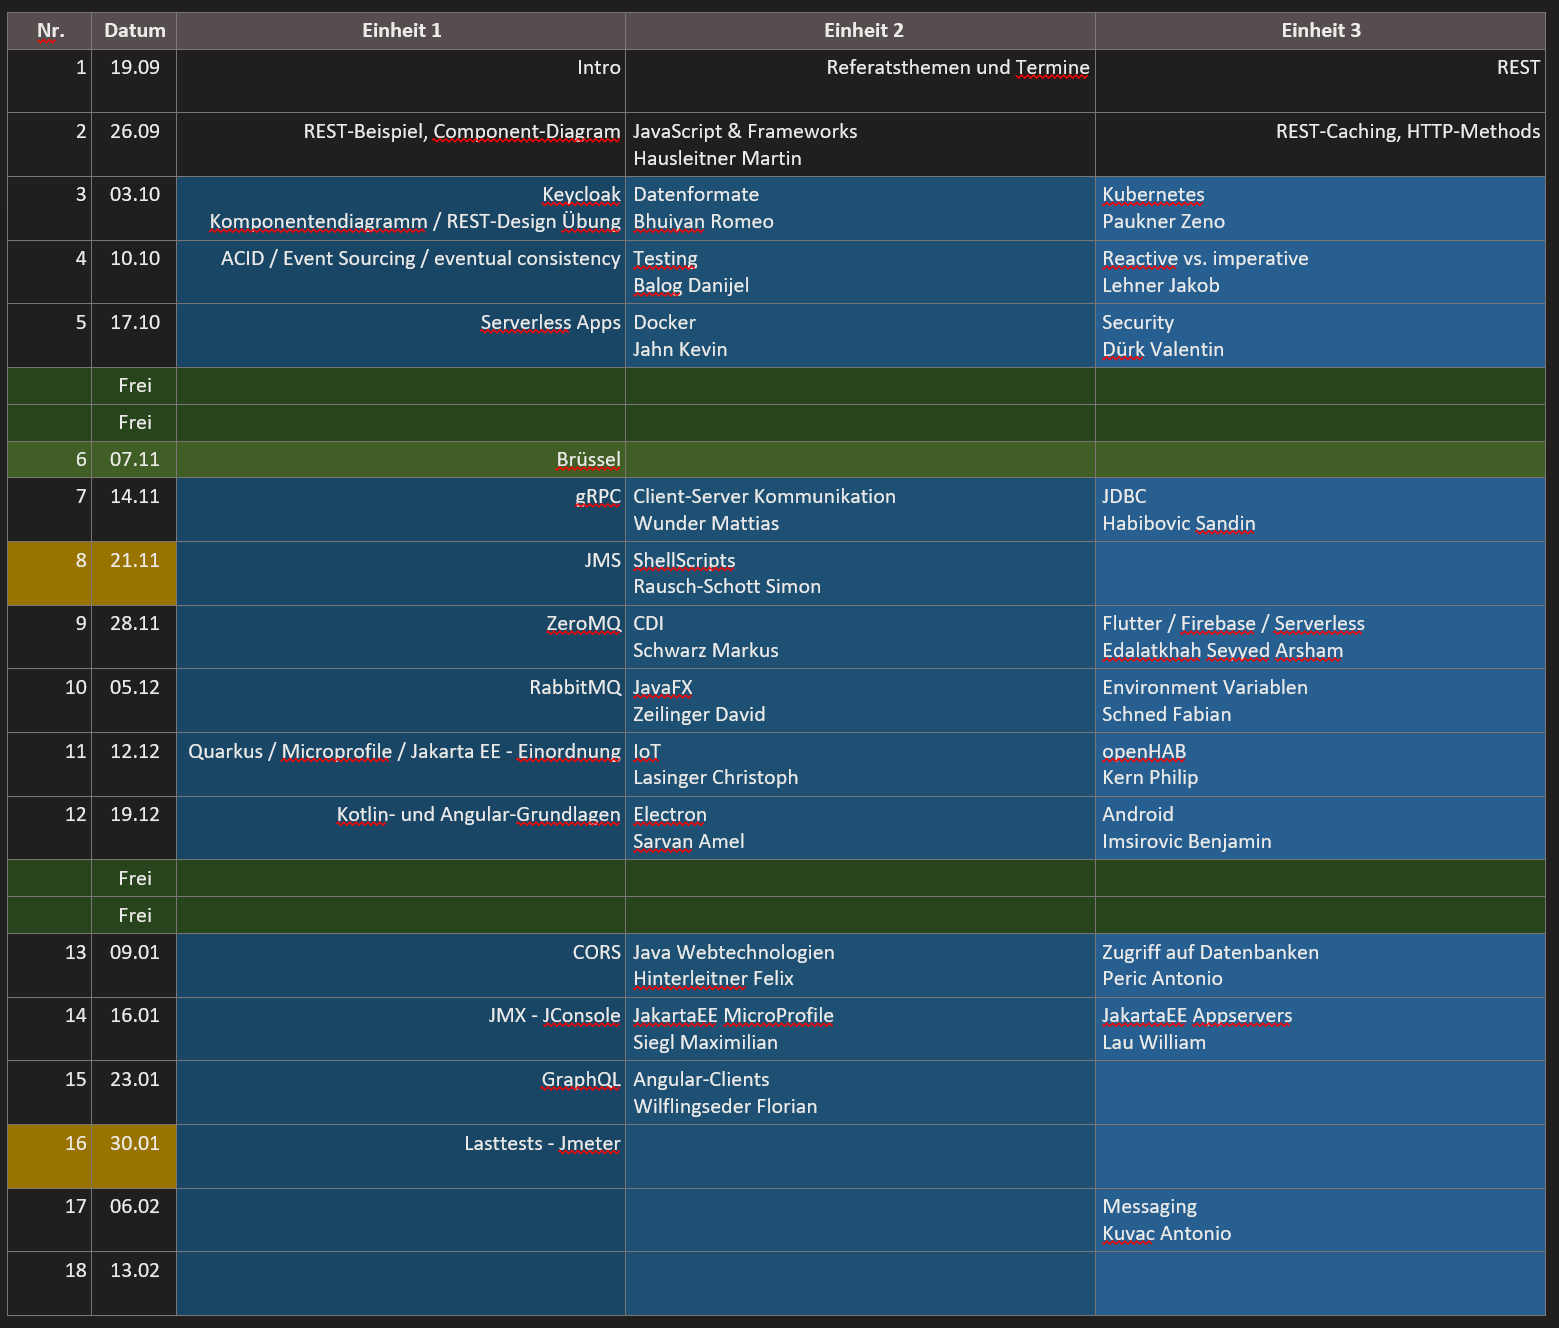 Nr. Datum Einheit 1 Einheit 2 Einheit 3
1 19.09 Intro Referatsthemen und Termine REST
2 26.09 REST-Beispiel, Component-Diagram JavaScript & Frameworks REST-Caching, HTTP-Methods
Hausleitner Martin
3 03.10 Keycloak Datenformate Kubernetes
Komponentendiagramm / REST-Design Übung Bhuiyan Romeo Paukner Zeno
4 10.10 ACID / Event Sourcing / eventual consistency Testing Reactive vs. imperative
Balog Danijel Lehner Jakob
5 17.10 Serverless Apps Docker Security
Jahn Kevin Dürk Valentin
Frei
Frei
6 07.11 Brüssel
7 14.11 gRPC Client-Server Kommunikation JDBC
Wunder Mattias Habibovic Sandin
8 21.11 JMS ShellScripts
Rausch-Schott Simon
9 28.11 ZeroMQ CDI Flutter / Firebase / Serverless
Schwarz Markus Edalatkhah Seyyed Arsham
10 05.12 RabbitMQ JavaFX Environment Variablen
Zeilinger David Schned Fabian
11 12.12 Quarkus / Microprofile / Jakarta EE - Einordnung IoT openHAB
Lasinger Christoph Kern Philip
12 19.12 Kotlin- und Angular-Grundlagen Electron Android
Sarvan Amel Imsirovic Benjamin
Frei
Frei
13 09.01 CORS Java Webtechnologien Zugriff auf Datenbanken
Hinterleitner Felix Peric Antonio
14 16.01 JMX - JConsole JakartaEE MicroProfile JakartaEE Appservers
Siegl Maximilian Lau William
15 23.01 GraphQL Angular-Clients
Wilflingseder Florian
16 30.01 Lasttests - Jmeter
17 06.02 Messaging
Kuvac Antonio
18 13.02